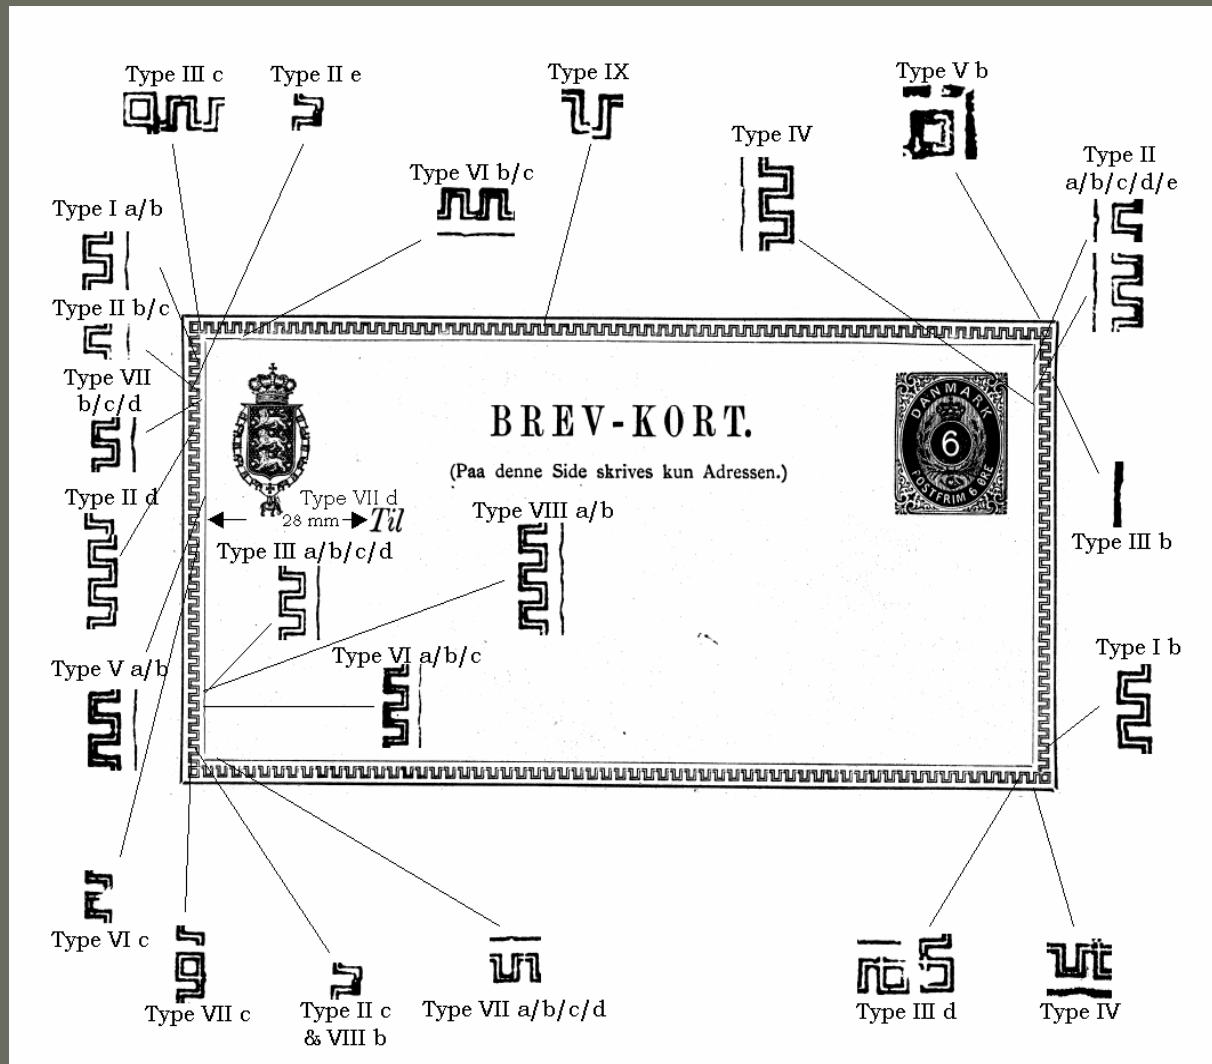 Type III c
Type II e
Type IX
Type V b
Type IV
Type II
a/b/c/d/e
Type VI b/c
Type I a/b
Type II b/c
Type VII
b/c/d
DANMARK
6
POSTFRIM 6 ØRE
BREV-KORT.
(Paa denne Side skrives kun Adressen.)
Type II d
Type VII d
28 mm
Til
Type VIII a/b
Type III b
Type III a/b/c/d
Type VI a/b/c
Type I b
Type V a/b
Type VI c
Type VII c
Type II c
& VIII b
Type VII a/b/c/d
Type III d
Type IV